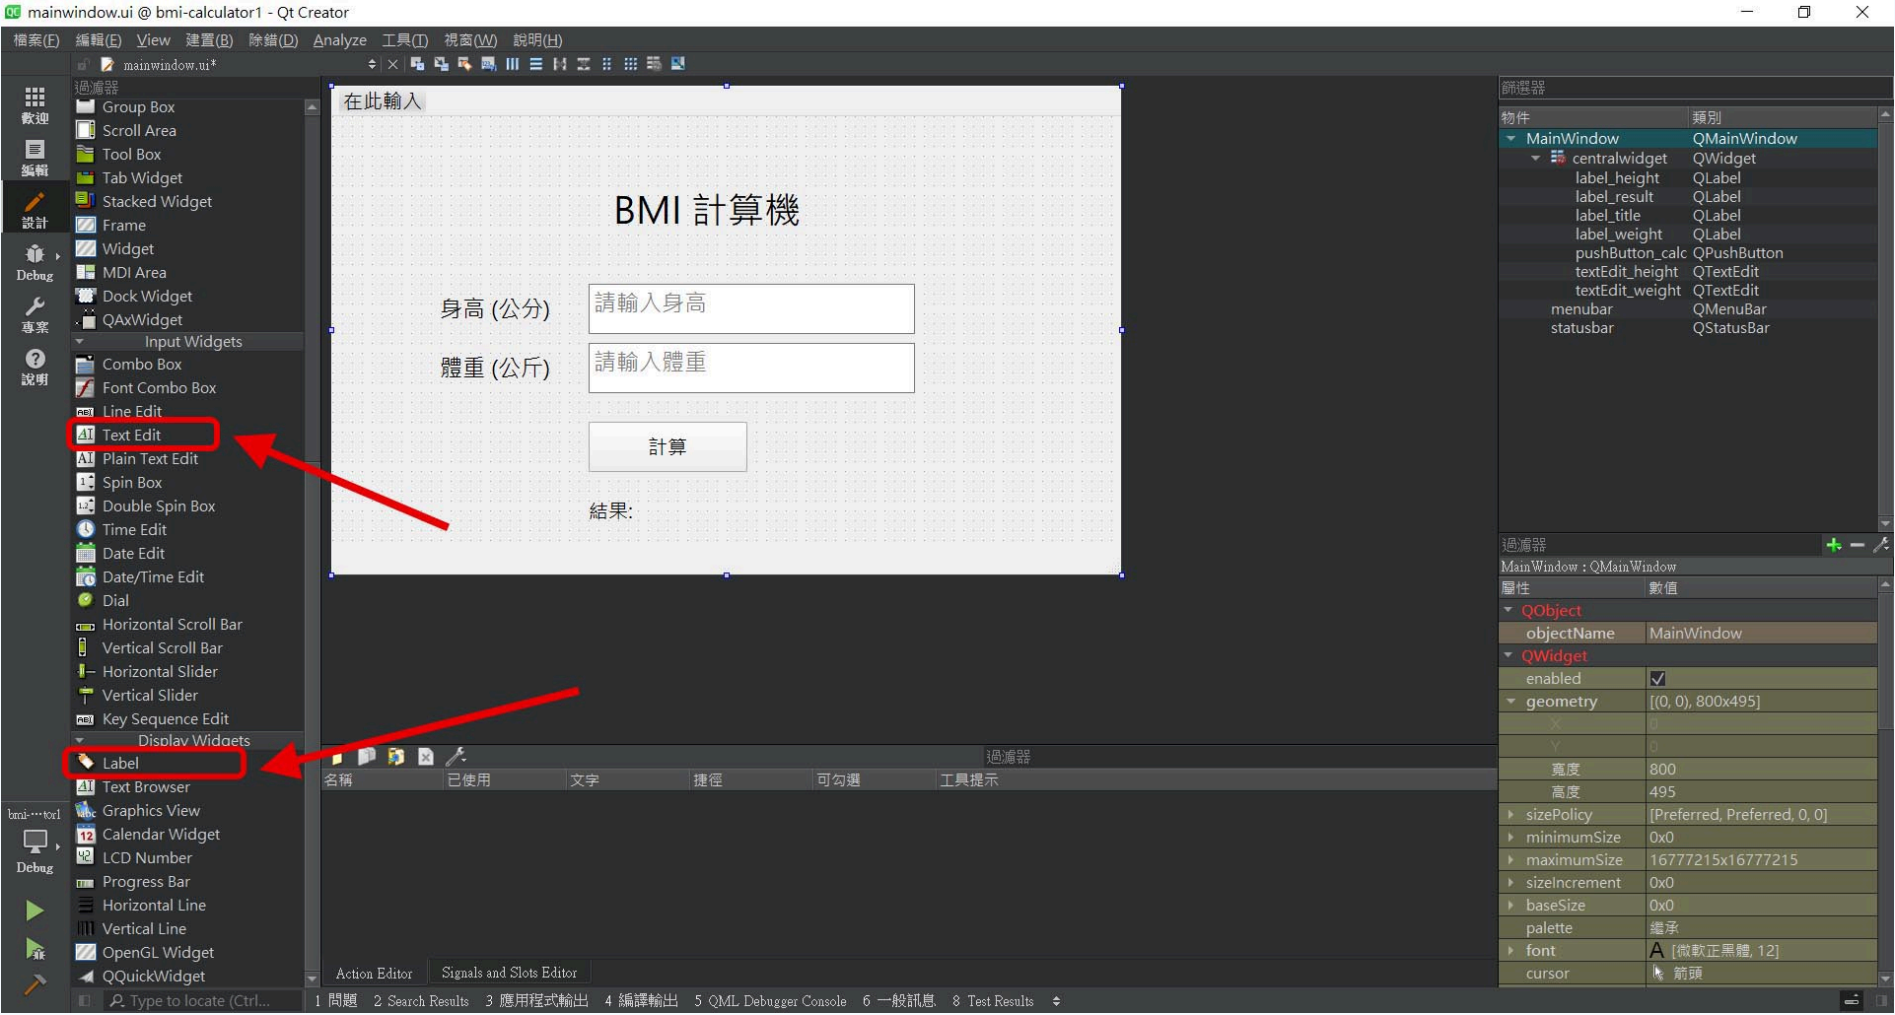 mainwindow.ui @ bmi-calculator1 - Qt Creator
檔案(F) 編輯(E) View 建置(B) 除錯(D) Analyze 工具(T) 視窗(W) 說明(H)
mainwindow.ui*
歡迎
編輯
設計
Debug
專案
說明
bmi-···tor1
Debug
過濾器
Group Box
Scroll Area
Tool Box
Tab Widget
Stacked Widget
Frame
Widget
MDI Area
Dock Widget
QAxWidget
Input Widgets
Combo Box
Font Combo Box
Line Edit
Text Edit
Plain Text Edit
Spin Box
Double Spin Box
Time Edit
Date Edit
Date/Time Edit
Dial
Horizontal Scroll Bar
Vertical Scroll Bar
Horizontal Slider
Vertical Slider
Key Sequence Edit
Display Widgets
Label
Text Browser
Graphics View
Calendar Widget
LCD Number
Progress Bar
Horizontal Line
Vertical Line
OpenGL Widget
QQuickWidget
在此輸入
BMI 計算機
身高 (公分) 請輸入身高
體重 (公斤) 請輸入體重
計算
結果:
過濾器
名稱 已使用 文字 捷徑 可勾選 工具提示
Action Editor Signals and Slots Editor
篩選器
物件 類別
MainWindow QMainWindow
centralwidget QWidget
label_height QLabel
label_result QLabel
label_title QLabel
label_weight QLabel
pushButton_calc QPushButton
textEdit_height QTextEdit
textEdit_weight QTextEdit
menubar QMenuBar
statusbar QStatusBar
過濾器
MainWindow : QMainWindow
屬性 數值
QObject
objectName MainWindow
QWidget
enabled
geometry [(0, 0), 800x495]
X 0
Y 0
寬度 800
高度 495
sizePolicy [Preferred, Preferred, 0, 0]
minimumSize 0x0
maximumSize 16777215x16777215
sizeIncrement 0x0
baseSize 0x0
palette 繼承
font A [微軟正黑體, 12]
cursor 箭頭
Type to locate (Ctrl... 1 問題 2 Search Results 3 應用程式輸出 4 編譯輸出 5 QML Debugger Console 6 一般訊息 8 Test Results